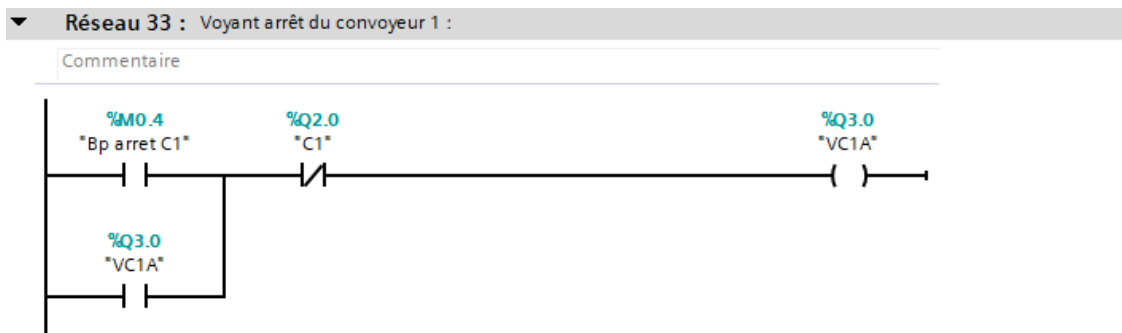 Réseau 33 : Voyant arrêt du convoyeur 1 :
Commentaire
%M0.4 %Q2.0 %Q3.0
"Bp arret C1" "C1" "VC1A"
%Q3.0
"VC1A"